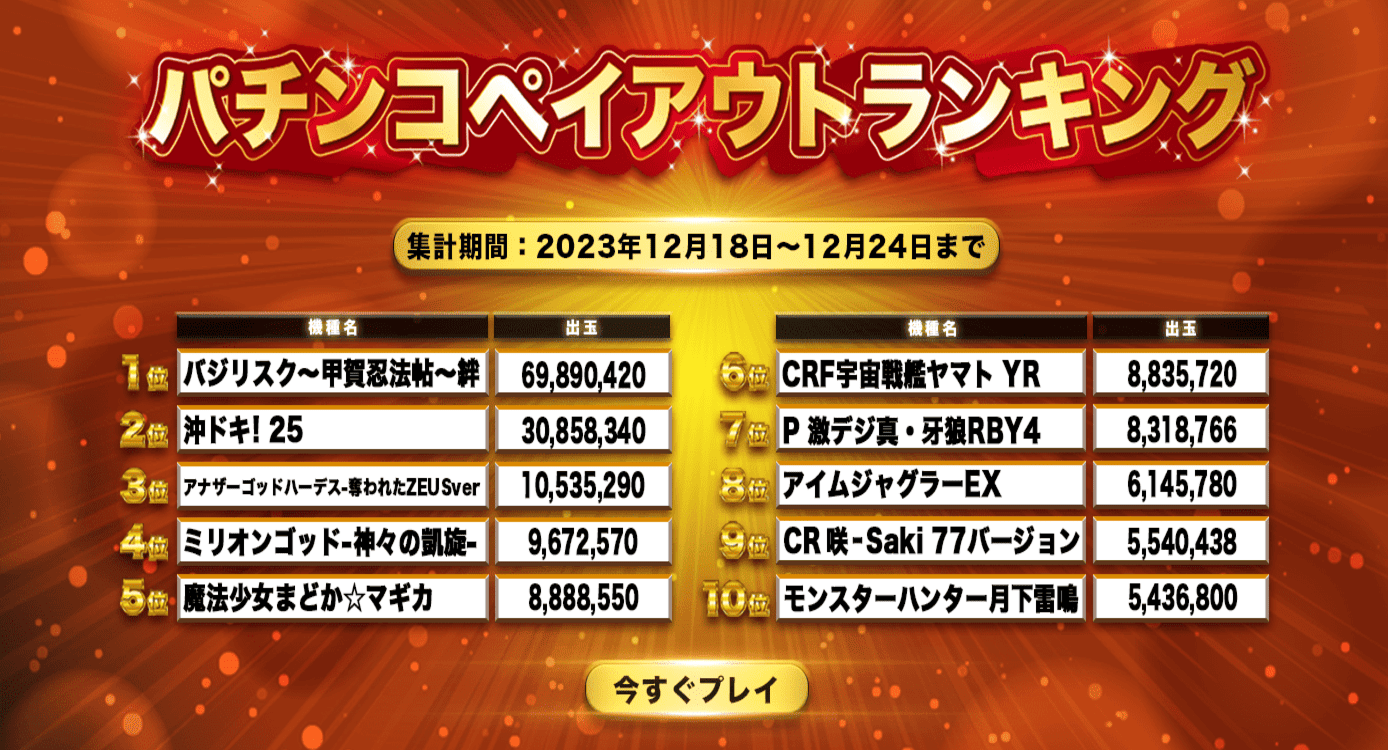 パチンコペイアウトランキング
集計期間：2023年12月18日〜12月24日まで
機種名 出玉
1位 バジリスク〜甲賀忍法帖〜絆 69,890,420
2位 沖ドキ! 25 30,858,340
3位 アナザーゴッドハーデス-奪われたZEUSver 10,535,290
4位 ミリオンゴッド-神々の凱旋- 9,672,570
5位 魔法少女まどか☆マギカ 8,888,550
機種名 出玉
6位 CRF宇宙戦艦ヤマト YR 8,835,720
7位 P 激デジ真・牙狼RBY4 8,318,766
8位 アイムジャグラーEX 6,145,780
9位 CR 咲-Saki 77バージョン 5,540,438
10位 モンスターハンター月下雷鳴 5,436,800
今すぐプレイ